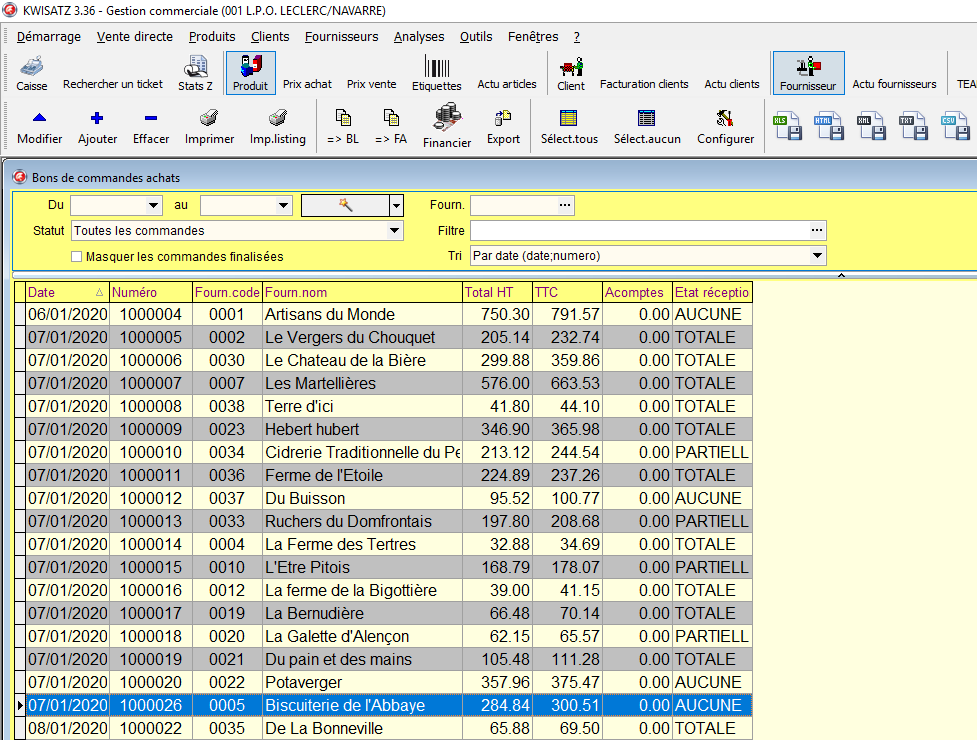 KWISATZ 3.36 - Gestion commerciale (001 L.P.O. LECLERC/NAVARRE)
Démarrage Vente directe Produits Clients Fournisseurs Analyses Outils Fenêtres ?
Caisse Rechercher un ticket Stats Z Produit Prix achat Prix vente Etiquettes Actu articles Client Facturation clients Actu clients Fournisseur Actu fournisseurs TEA
Modifier Ajouter Effacer Imprimer Imp.listing => BL => FA Financier Export Sélect.tous Sélect.aucun Configurer XLS HTML XML TXT CSV
Bons de commandes achats
Du au Fourn. ...
Statut Toutes les commandes Filtre ...
Masquer les commandes finalisées Tri Par date (date;numero)
Date Numéro Fourn.code Fourn.nom Total HT TTC Acomptes Etat réceptio
06/01/2020 1000004 0001 Artisans du Monde 750.30 791.57 0.00 AUCUNE
07/01/2020 1000005 0002 Le Vergers du Chouquet 205.14 232.74 0.00 TOTALE
07/01/2020 1000006 0030 Le Chateau de la Bière 299.88 359.86 0.00 TOTALE
07/01/2020 1000007 0007 Les Martellières 576.00 663.53 0.00 TOTALE
07/01/2020 1000008 0038 Terre d'ici 41.80 44.10 0.00 TOTALE
07/01/2020 1000009 0023 Hebert hubert 346.90 365.98 0.00 TOTALE
07/01/2020 1000010 0034 Cidrerie Traditionnelle du Pe 213.12 244.54 0.00 PARTIELL
07/01/2020 1000011 0036 Ferme de l'Etoile 224.89 237.26 0.00 TOTALE
07/01/2020 1000012 0037 Du Buisson 95.52 100.77 0.00 AUCUNE
07/01/2020 1000013 0033 Ruchers du Domfrontais 197.80 208.68 0.00 PARTIELL
07/01/2020 1000014 0004 La Ferme des Tertres 32.88 34.69 0.00 TOTALE
07/01/2020 1000015 0010 L'Etre Pitois 168.79 178.07 0.00 PARTIELL
07/01/2020 1000016 0012 La ferme de la Bigottière 39.00 41.15 0.00 TOTALE
07/01/2020 1000017 0019 La Bernudière 66.48 70.14 0.00 TOTALE
07/01/2020 1000018 0020 La Galette d'Alençon 62.15 65.57 0.00 PARTIELL
07/01/2020 1000019 0021 Du pain et des mains 105.48 111.28 0.00 TOTALE
07/01/2020 1000020 0022 Potaverger 357.96 375.47 0.00 AUCUNE
07/01/2020 1000026 0005 Biscuiterie de l'Abbaye 284.84 300.51 0.00 AUCUNE
08/01/2020 1000022 0035 De La Bonneville 65.88 69.50 0.00 TOTALE